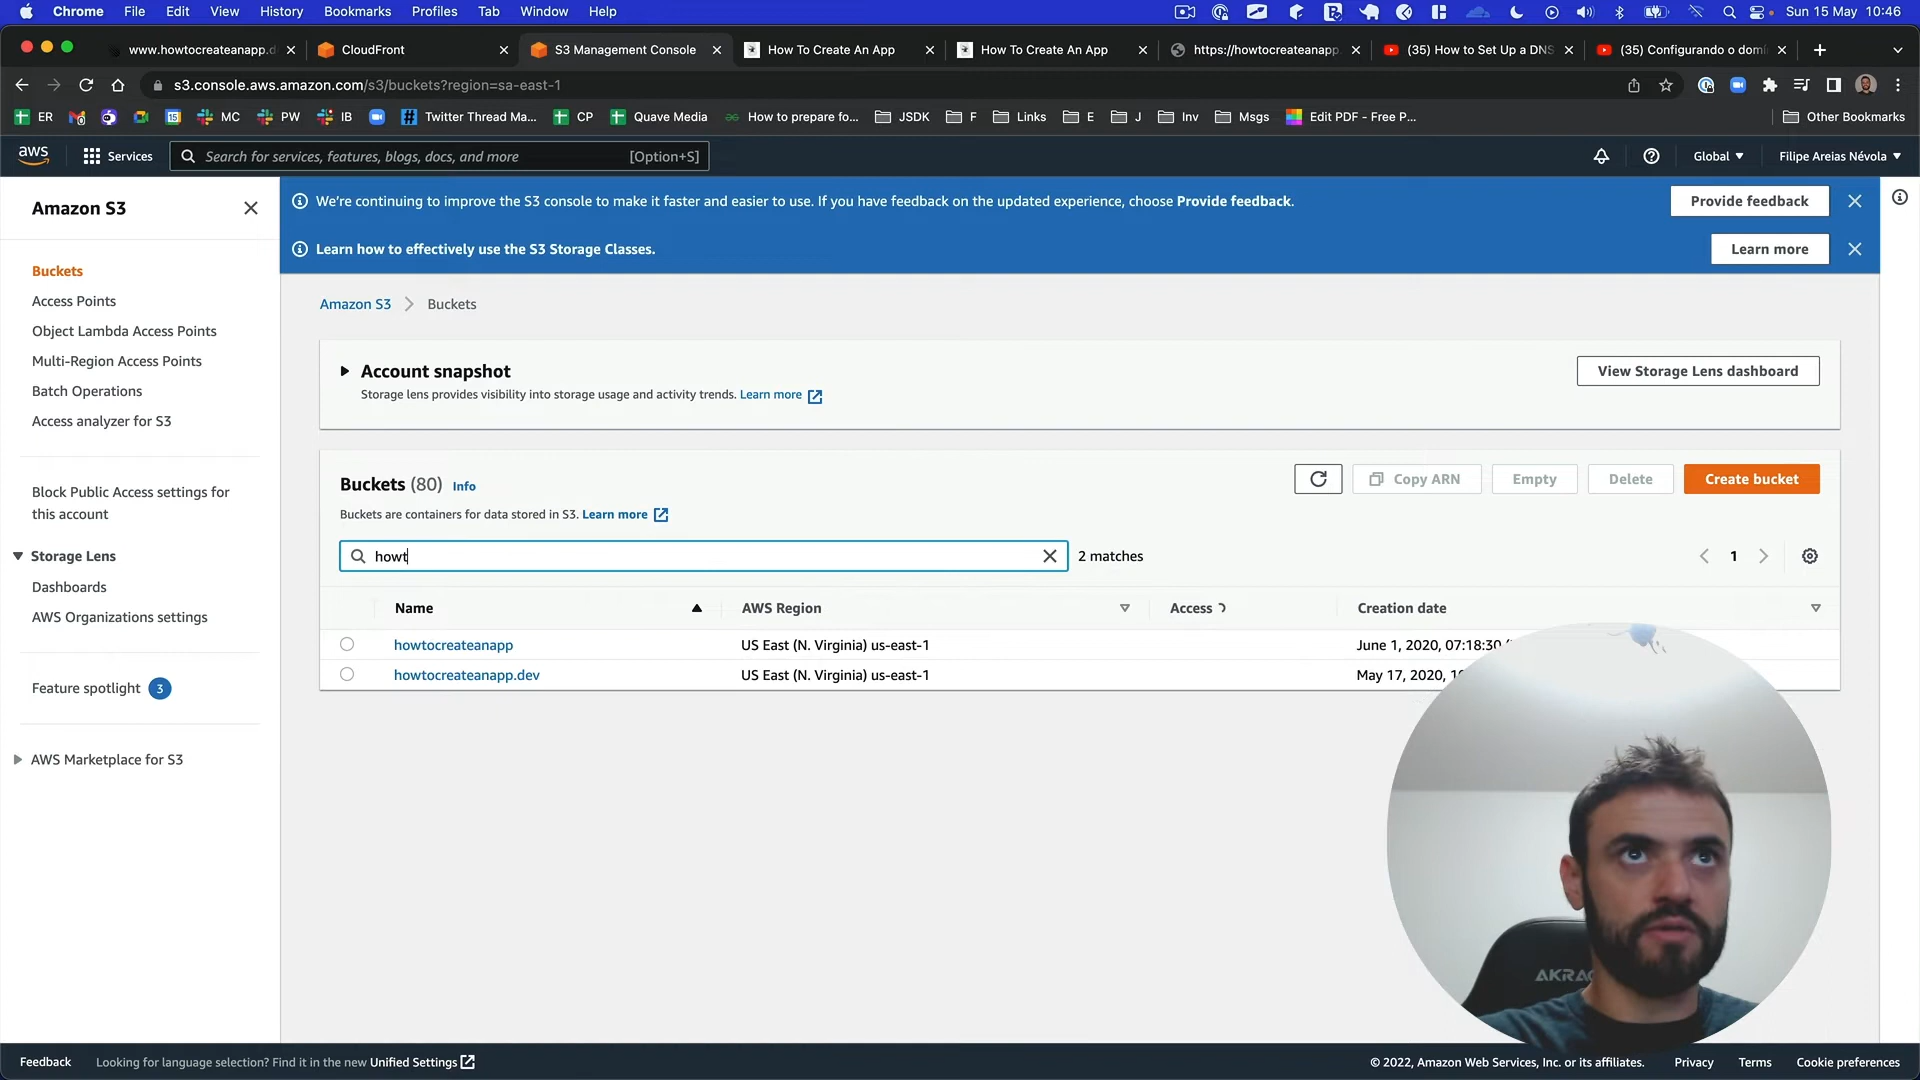 Chrome File Edit View History Bookmarks Profiles Tab Window Help Sun 15 May 10:46
www.howtocreateanapp.d CloudFront S3 Management Console How To Create An App How To Create An App https://howtocreateanapp. (35) How to Set Up a DNS (35) Configurando o domí
s3.console.aws.amazon.com/s3/buckets?region=sa-east-1
ER 15 MC PW IB Twitter Thread Ma... CP Quave Media How to prepare fo... JSDK F Links E J Inv Msgs Edit PDF - Free P... Other Bookmarks
aws Services Search for services, features, blogs, docs, and more [Option+S] Global Filipe Areias Névola
Amazon S3
Buckets
Access Points
Object Lambda Access Points
Multi-Region Access Points
Batch Operations
Access analyzer for S3
Block Public Access settings for
this account
Storage Lens
Dashboards
AWS Organizations settings
Feature spotlight 3
AWS Marketplace for S3
We're continuing to improve the S3 console to make it faster and easier to use. If you have feedback on the updated experience, choose Provide feedback. Provide feedback
Learn how to effectively use the S3 Storage Classes. Learn more
Amazon S3 Buckets
Account snapshot View Storage Lens dashboard
Storage lens provides visibility into storage usage and activity trends. Learn more
Buckets (80) Info Copy ARN Empty Delete Create bucket
Buckets are containers for data stored in S3. Learn more
howt 2 matches 1
Name AWS Region Access Creation date
howtocreateanapp US East (N. Virginia) us-east-1 June 1, 2020, 07:18:30
howtocreateanapp.dev US East (N. Virginia) us-east-1 May 17, 2020,
Feedback Looking for language selection? Find it in the new Unified Settings © 2022, Amazon Web Services, Inc. or its affiliates. Privacy Terms Cookie preferences